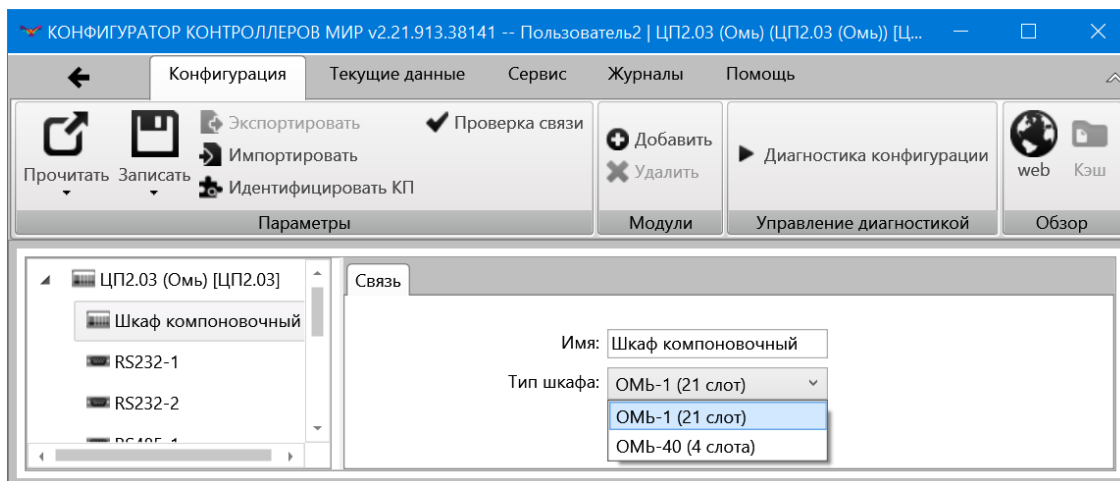 КОНФИГУРАТОР КОНТРОЛЛЕРОВ МИР v2.21.913.38141 -- Пользователь2 | ЦП2.03 (Омь) (ЦП2.03 (Омь)) [Ц...
Конфигурация Текущие данные Сервис Журналы Помощь
Прочитать
Записать
Экспортировать
Импортировать
Идентифицировать КП
Проверка связи
Параметры
Добавить
Удалить
Модули
Диагностика конфигурации
Управление диагностикой
web
Кэш
Обзор
ЦП2.03 (Омь) [ЦП2.03]
Шкаф компоновочный
RS232-1
RS232-2
RS485-1
Связь
Имя: Шкаф компоновочный
Тип шкафа: ОМЬ-1 (21 слот)
ОМЬ-1 (21 слот)
ОМЬ-40 (4 слота)